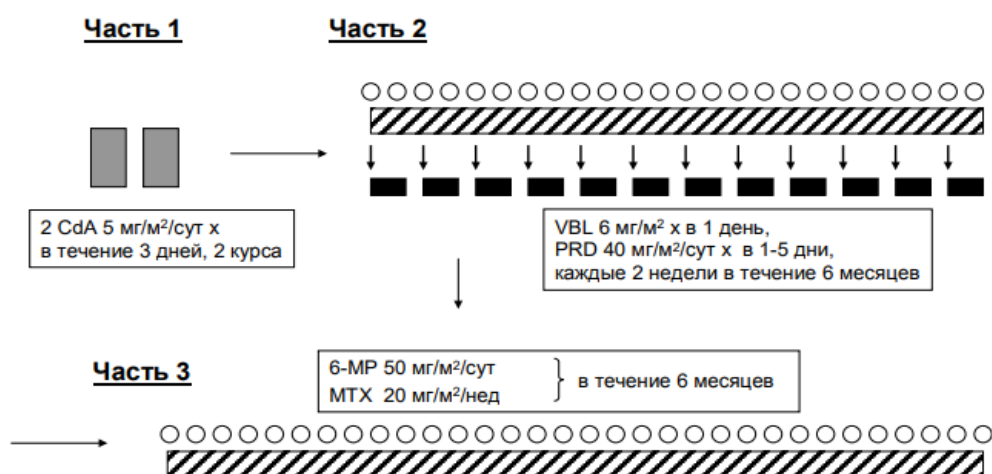 Часть 1
Часть 2
2 CdA 5 мг/м²/сут x
в течение 3 дней, 2 курса
VBL 6 мг/м² x в 1 день,
PRD 40 мг/м²/сут x в 1-5 дни,
каждые 2 недели в течение 6 месяцев
Часть 3
6-MP 50 мг/м²/сут
MTX 20 мг/м²/нед
в течение 6 месяцев